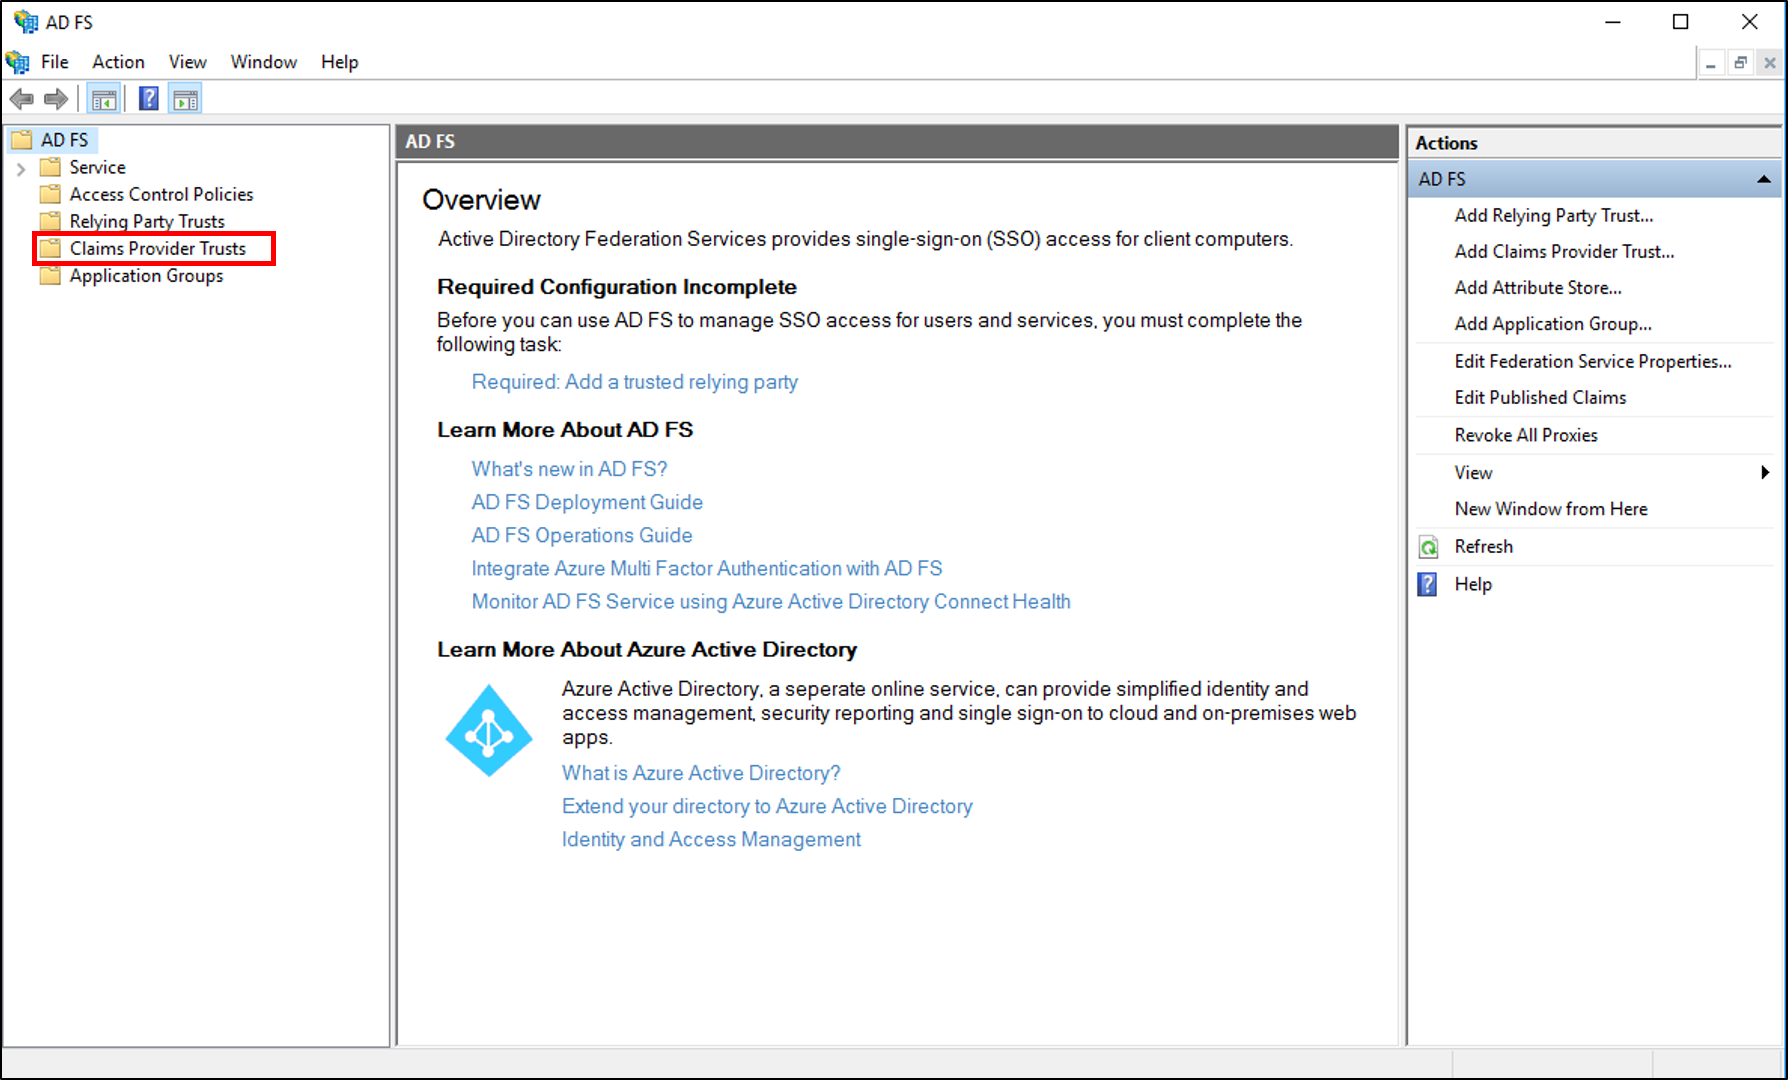 AD FS
File Action View Window Help
AD FS
Service
Access Control Policies
Relying Party Trusts
Claims Provider Trusts
Application Groups
AD FS
Overview
Active Directory Federation Services provides single-sign-on (SSO) access for client computers.
Required Configuration Incomplete
Before you can use AD FS to manage SSO access for users and services, you must complete the
following task:
Required: Add a trusted relying party
Learn More About AD FS
What's new in AD FS?
AD FS Deployment Guide
AD FS Operations Guide
Integrate Azure Multi Factor Authentication with AD FS
Monitor AD FS Service using Azure Active Directory Connect Health
Learn More About Azure Active Directory
Azure Active Directory, a seperate online service, can provide simplified identity and
access management, security reporting and single sign-on to cloud and on-premises web
apps.
What is Azure Active Directory?
Extend your directory to Azure Active Directory
Identity and Access Management
Actions
AD FS
Add Relying Party Trust...
Add Claims Provider Trust...
Add Attribute Store...
Add Application Group...
Edit Federation Service Properties...
Edit Published Claims
Revoke All Proxies
View
New Window from Here
Refresh
Help